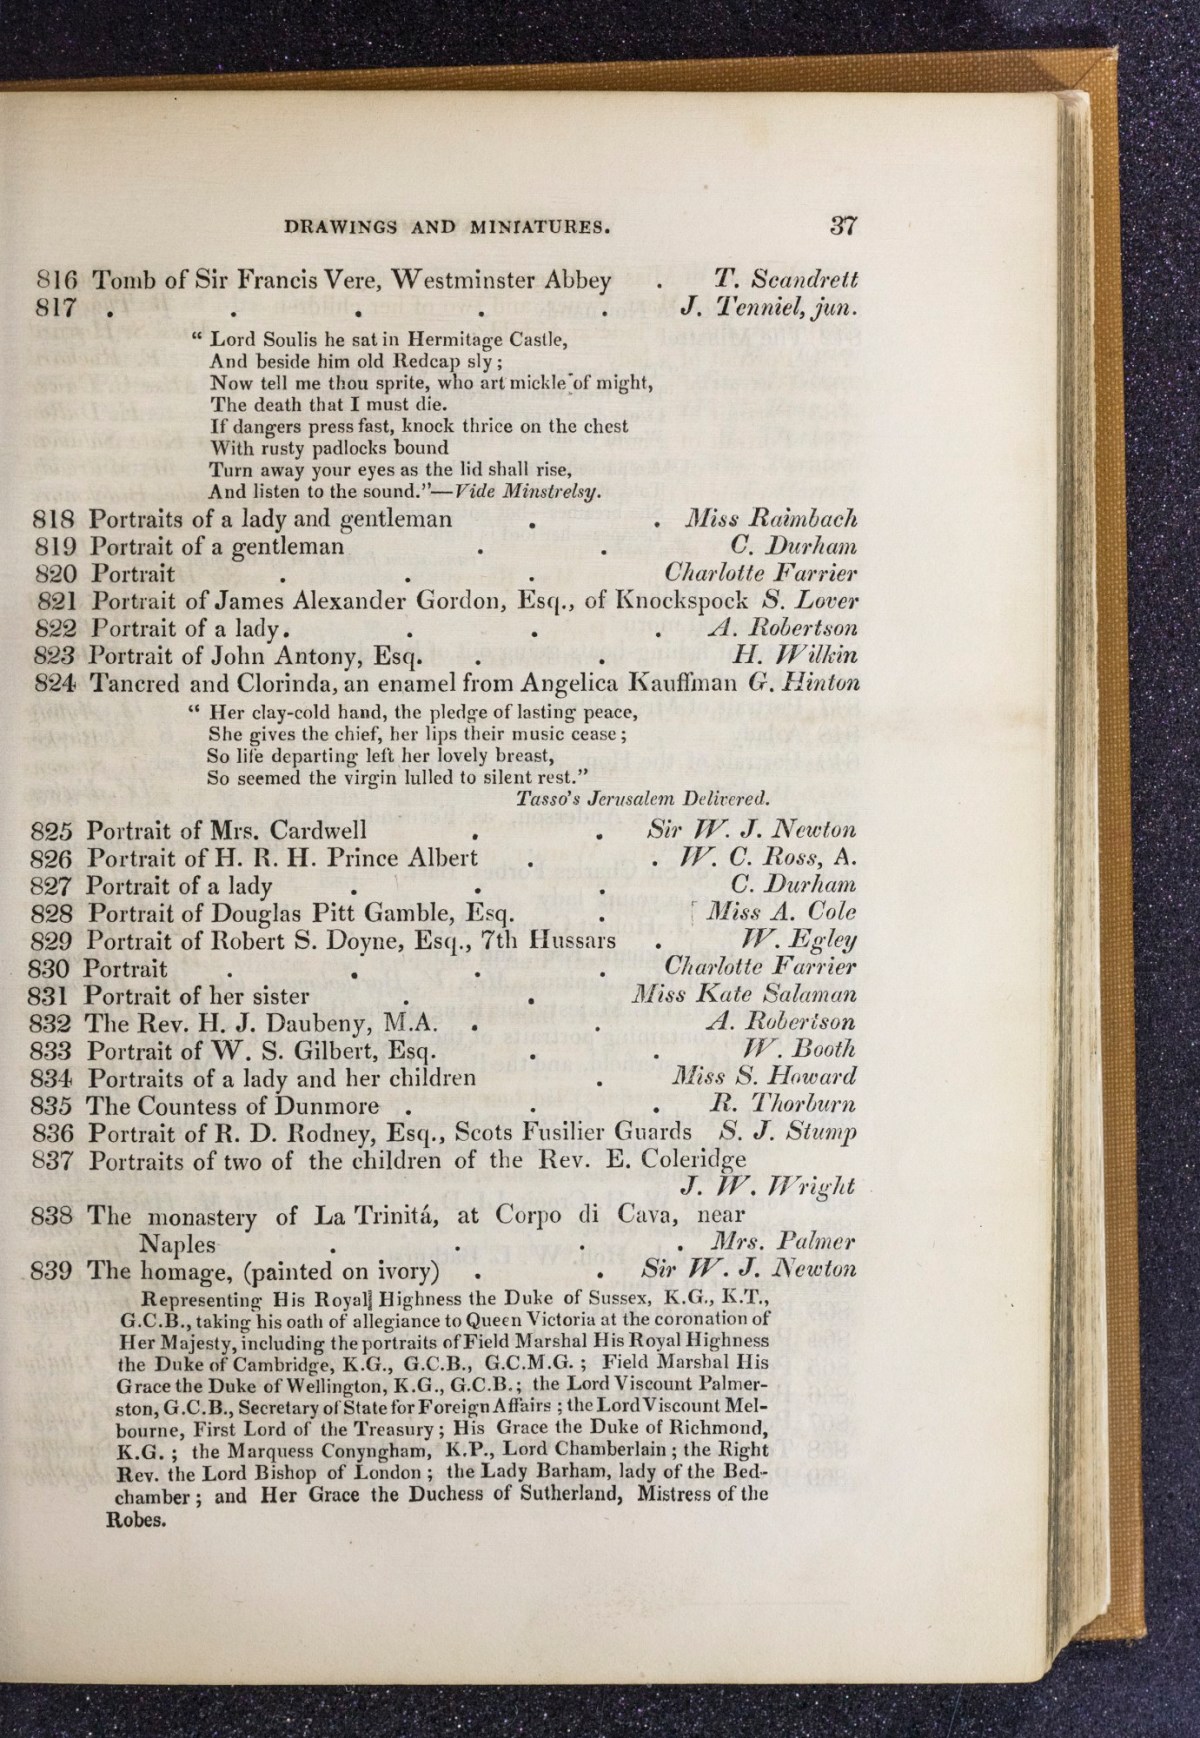 DRAWINGS AND MINIATURES. 37
816 Tomb of Sir Francis Vere, Westminster Abbey . T. Scandrett
817 . . . . . J. Tenniel, jun.
“ Lord Soulis he sat in Hermitage Castle,
And beside him old Redcap sly;
Now tell me thou sprite, who art mickle of might,
The death that I must die.
If dangers press fast, knock thrice on the chest
With rusty padlocks bound
Turn away your eyes as the lid shall rise,
And listen to the sound.”—Vide Minstrelsy.
818 Portraits of a lady and gentleman . . Miss Raimbach
819 Portrait of a gentleman . . C. Durham
820 Portrait . . . Charlotte Farrier
821 Portrait of James Alexander Gordon, Esq., of Knockspock S. Lover
822 Portrait of a lady. . . . A. Robertson
823 Portrait of John Antony, Esq. . . H. Wilkin
824 Tancred and Clorinda, an enamel from Angelica Kauffman G. Hinton
“ Her clay-cold hand, the pledge of lasting peace,
She gives the chief, her lips their music cease;
So life departing left her lovely breast,
So seemed the virgin lulled to silent rest.”
Tasso's Jerusalem Delivered.
825 Portrait of Mrs. Cardwell . . Sir W. J. Newton
826 Portrait of H. R. H. Prince Albert . . W. C. Ross, A.
827 Portrait of a lady . . . C. Durham
828 Portrait of Douglas Pitt Gamble, Esq. . Miss A. Cole
829 Portrait of Robert S. Doyne, Esq., 7th Hussars . W. Egley
830 Portrait . . . . Charlotte Farrier
831 Portrait of her sister . . Miss Kate Salaman
832 The Rev. H. J. Daubeny, M.A. . . A. Robertson
833 Portrait of W. S. Gilbert, Esq. . . W. Booth
834 Portraits of a lady and her children . Miss S. Howard
835 The Countess of Dunmore . . . R. Thorburn
836 Portrait of R. D. Rodney, Esq., Scots Fusilier Guards S. J. Stump
837 Portraits of two of the children of the Rev. E. Coleridge
J. W. Wright
838 The monastery of La Trinitá, at Corpo di Cava, near
Naples . . . . Mrs. Palmer
839 The homage, (painted on ivory) . . Sir W. J. Newton
Representing His Royal Highness the Duke of Sussex, K.G., K.T.,
G.C.B., taking his oath of allegiance to Queen Victoria at the coronation of
Her Majesty, including the portraits of Field Marshal His Royal Highness
the Duke of Cambridge, K.G., G.C.B., G.C.M.G. ; Field Marshal His
Grace the Duke of Wellington, K.G., G.C.B.; the Lord Viscount Palmer-
ston, G.C.B., Secretary of State for Foreign Affairs ; the Lord Viscount Mel-
bourne, First Lord of the Treasury; His Grace the Duke of Richmond,
K.G. ; the Marquess Conyngham, K.P., Lord Chamberlain ; the Right
Rev. the Lord Bishop of London ; the Lady Barham, lady of the Bed-
chamber ; and Her Grace the Duchess of Sutherland, Mistress of the
Robes.